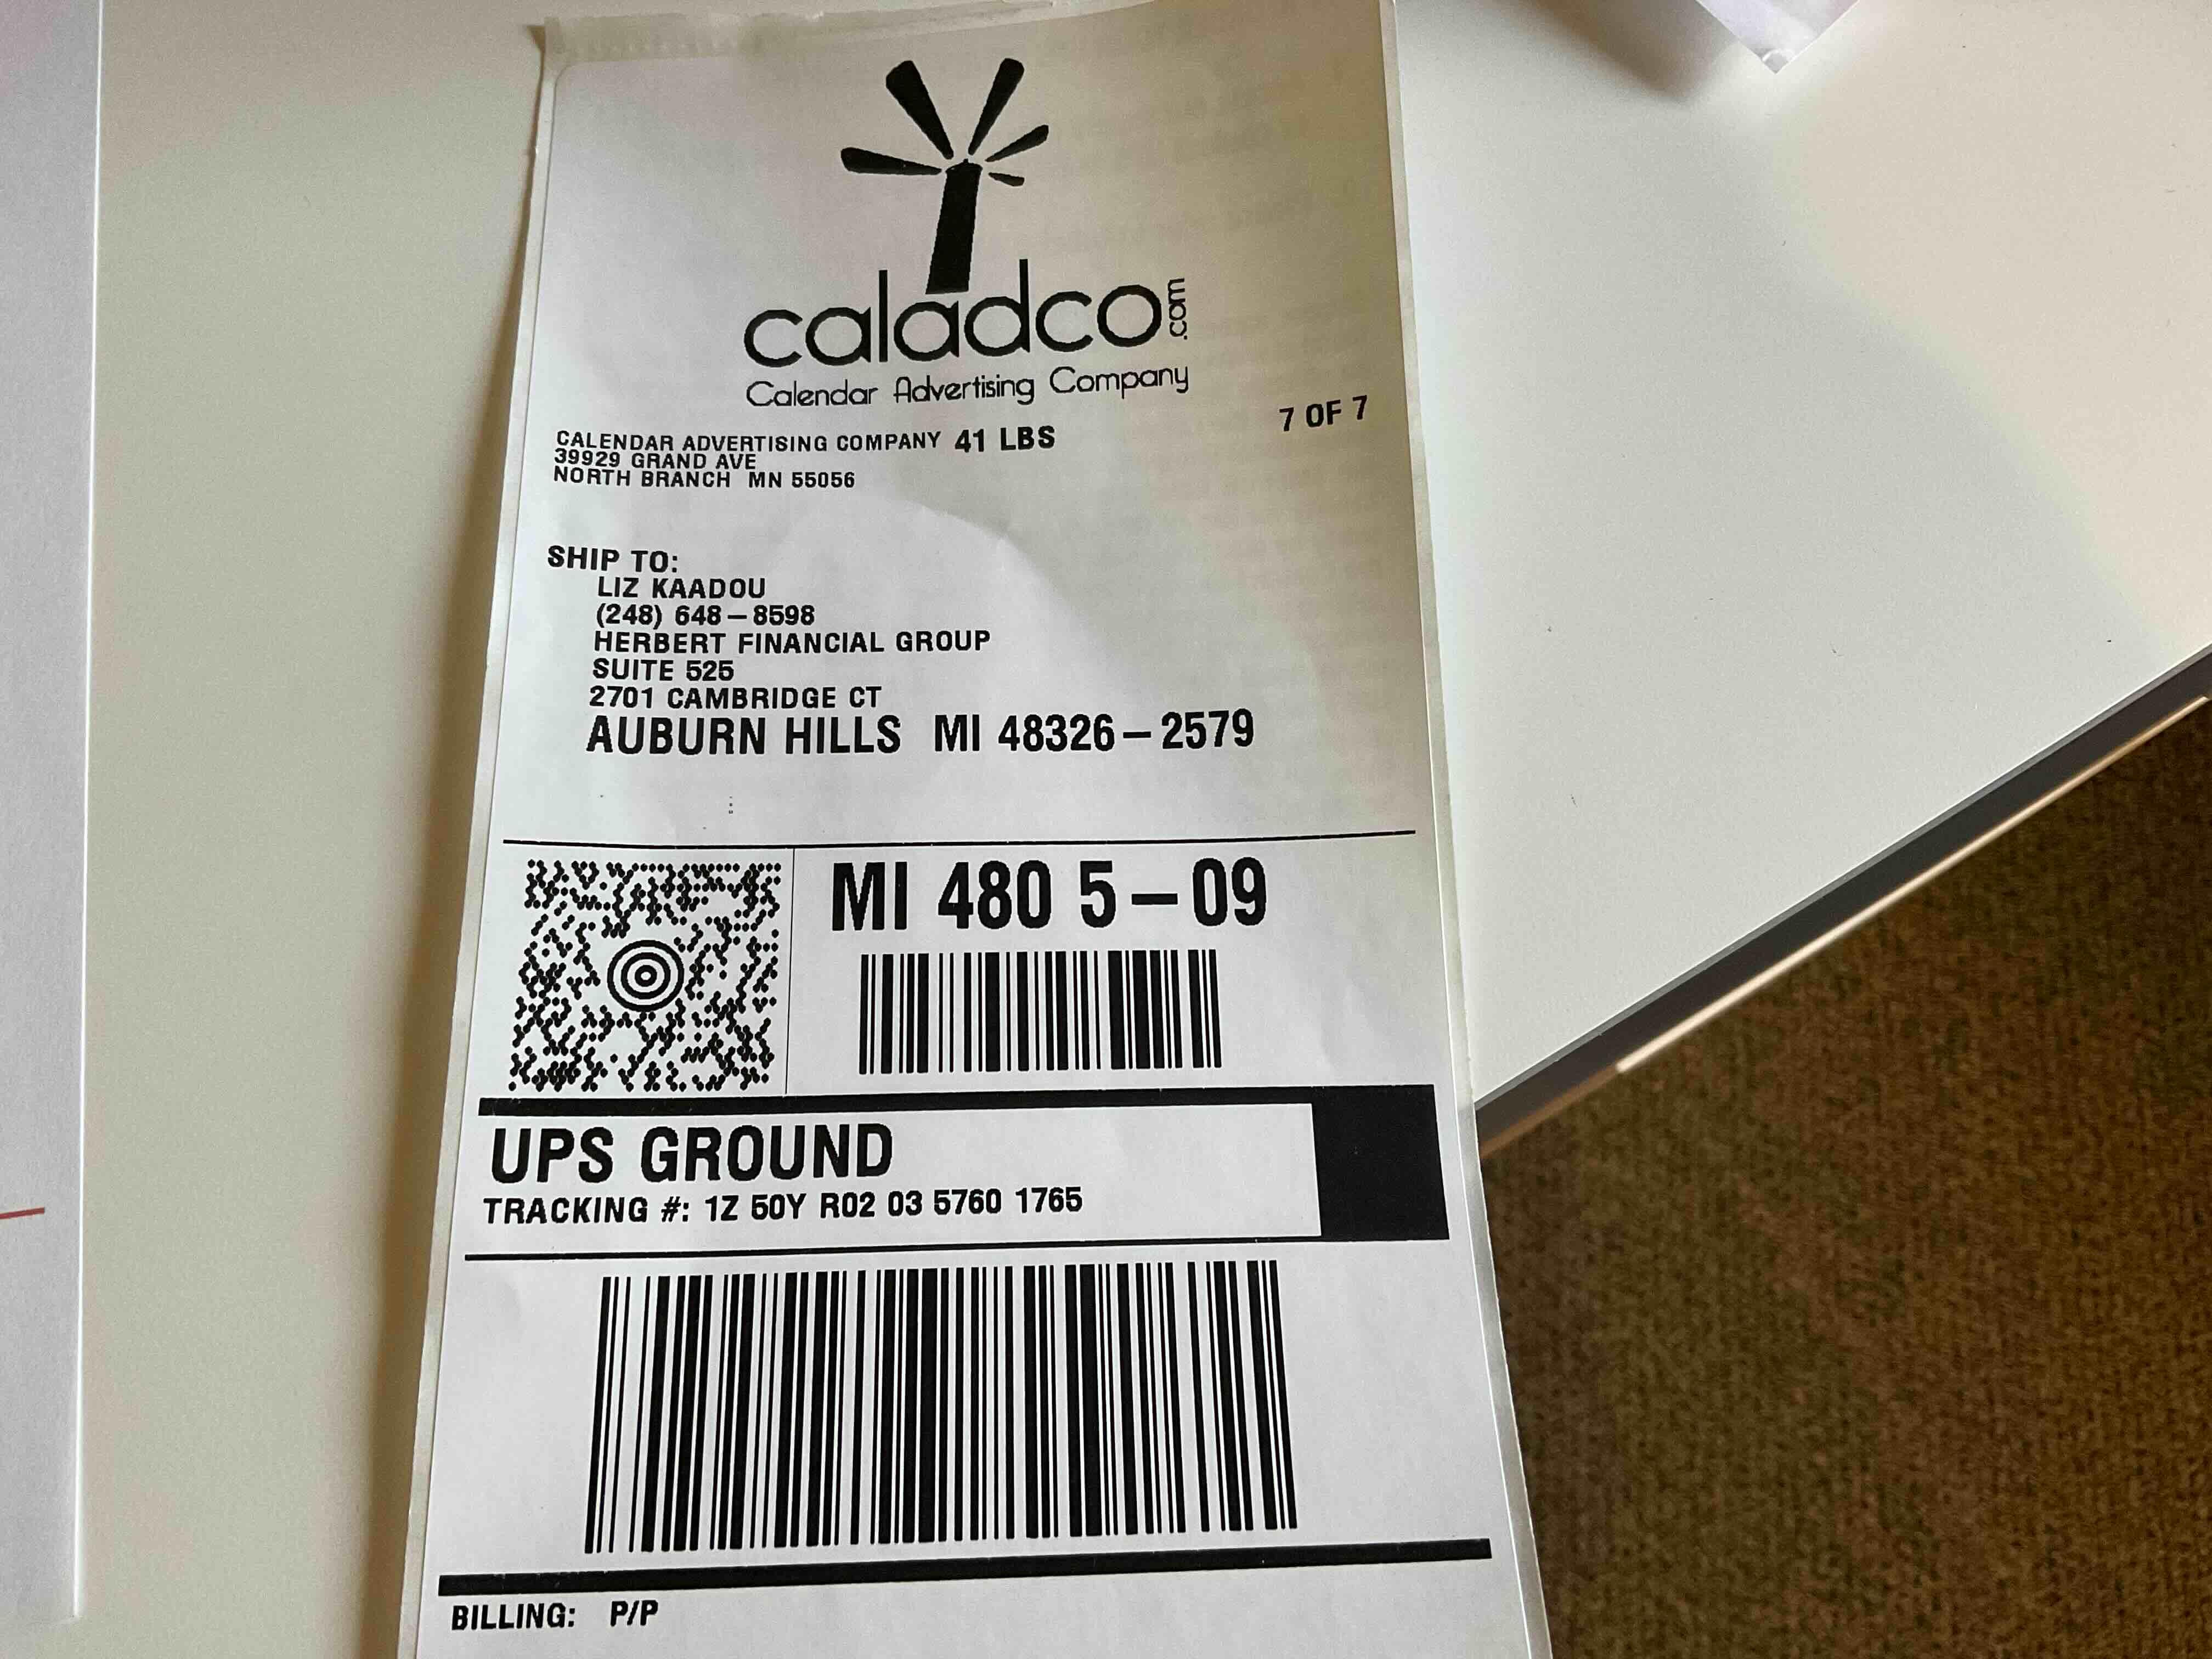 caladco.com
Calendar Advertising Company
7 OF 7
CALENDAR ADVERTISING COMPANY 41 LBS
39929 GRAND AVE
NORTH BRANCH MN 55056
SHIP TO:
LIZ KAADOU
(248) 648-8598
HERBERT FINANCIAL GROUP
SUITE 525
2701 CAMBRIDGE CT
AUBURN HILLS MI 48326-2579
MI 480 5-09
UPS GROUND
TRACKING #: 1Z 50Y R02 03 5760 1765
BILLING: P/P